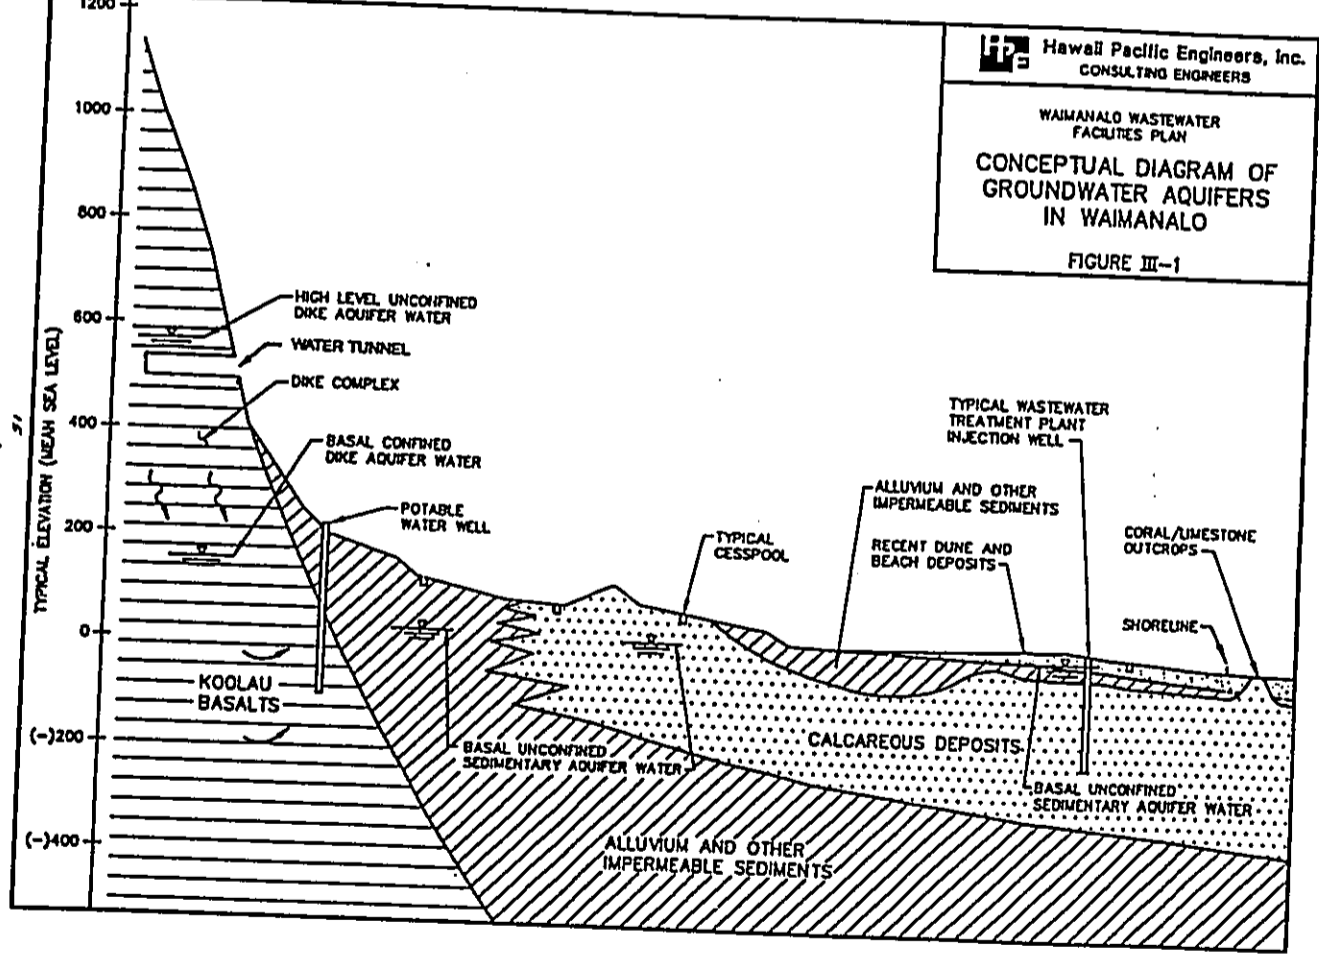 1200
1000
800
600
400
200
0
(-)200
(-)400
TYPICAL ELEVATION (MEAN SEA LEVEL)
Hawaii Pacific Engineers, Inc.
CONSULTING ENGINEERS
WAIMANALO WASTEWATER
FACILITIES PLAN
CONCEPTUAL DIAGRAM OF
GROUNDWATER AQUIFERS
IN WAIMANALO
FIGURE III-1
HIGH LEVEL UNCONFINED
DIKE AQUIFER WATER
WATER TUNNEL
DIKE COMPLEX
BASAL CONFINED
DIKE AQUIFER WATER
POTABLE
WATER WELL
TYPICAL
CESSPOOL
TYPICAL WASTEWATER
TREATMENT PLANT
INJECTION WELL
ALLUVIUM AND OTHER
IMPERMEABLE SEDIMENTS
RECENT DUNE AND
BEACH DEPOSITS
CORAL/LIMESTONE
OUTCROPS
SHORELINE
KOOLAU
BASALTS
BASAL UNCONFINED
SEDIMENTARY AQUIFER WATER
CALCAREOUS DEPOSITS
BASAL UNCONFINED
SEDIMENTARY AQUIFER WATER
ALLUVIUM AND OTHER
IMPERMEABLE SEDIMENTS